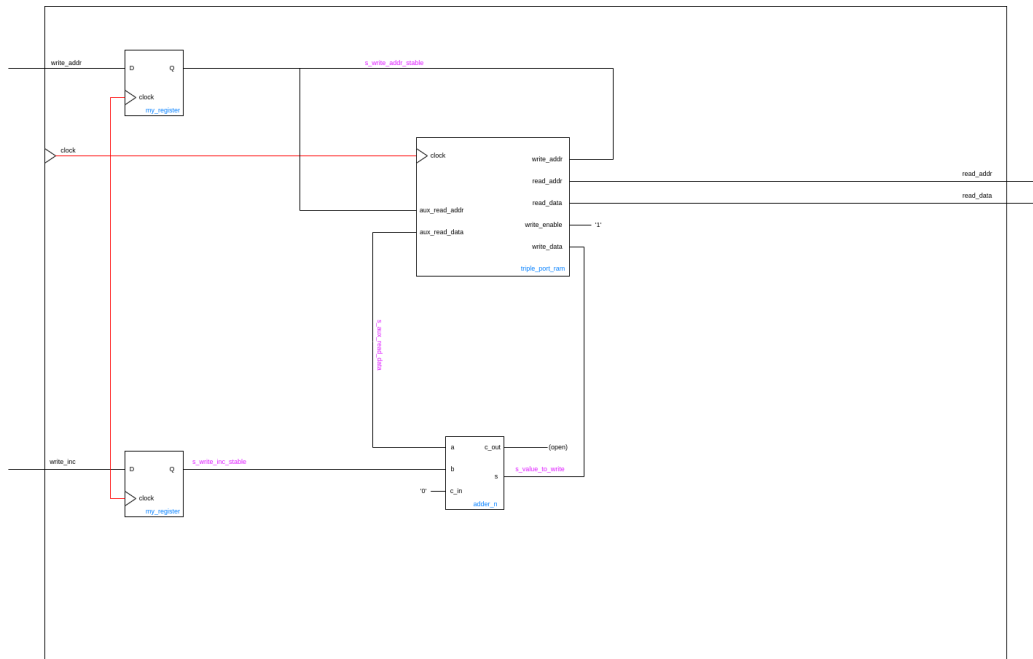 write_addr
D
Q
clock
my_register
s_write_addr_stable
clock
clock
write_addr
read_addr
read_data
write_enable
'1'
write_data
aux_read_addr
aux_read_data
triple_port_ram
read_addr
read_data
s_aux_read_data
write_inc
D
Q
clock
my_register
s_write_inc_stable
a
b
'0'
c_in
c_out
(open)
s
s_value_to_write
adder_n